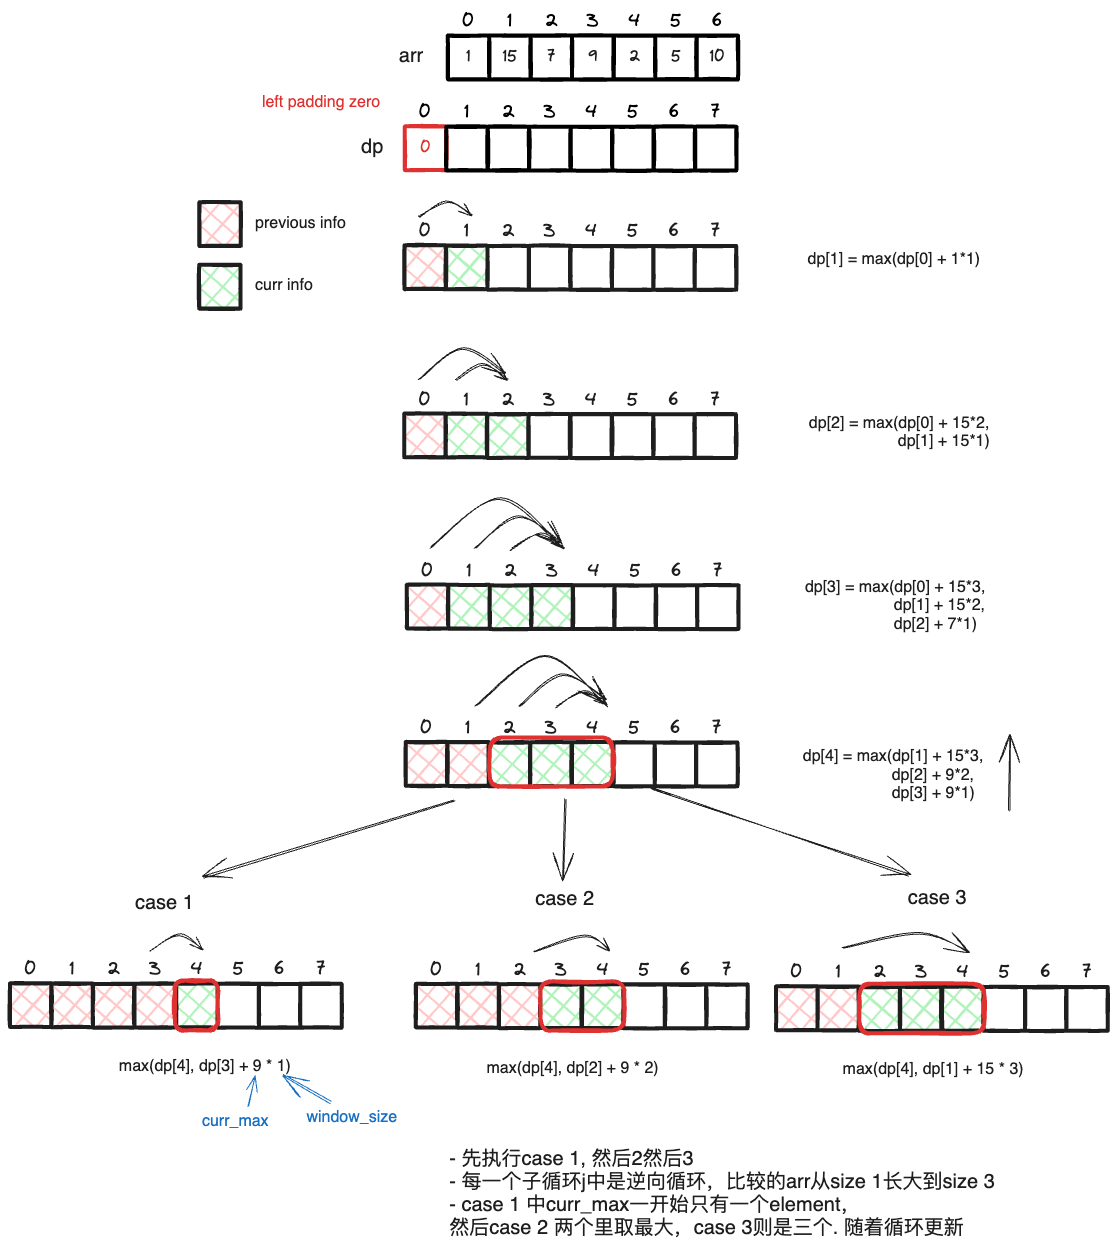 0 1 2 3 4 5 6
arr 1 15 7 9 2 5 10
left padding zero
0 1 2 3 4 5 6 7
dp 0
previous info
curr info
0 1 2 3 4 5 6 7
dp[1] = max(dp[0] + 1*1)
0 1 2 3 4 5 6 7
dp[2] = max(dp[0] + 15*2,
dp[1] + 15*1)
0 1 2 3 4 5 6 7
dp[3] = max(dp[0] + 15*3,
dp[1] + 15*2,
dp[2] + 7*1)
0 1 2 3 4 5 6 7
dp[4] = max(dp[1] + 15*3,
dp[2] + 9*2,
dp[3] + 9*1)
case 1
0 1 2 3 4 5 6 7
max(dp[4], dp[3] + 9 * 1)
curr_max
window_size
case 2
0 1 2 3 4 5 6 7
max(dp[4], dp[2] + 9 * 2)
case 3
0 1 2 3 4 5 6 7
max(dp[4], dp[1] + 15 * 3)
- 先执行case 1, 然后2然后3
- 每一个子循环j中是逆向循环，比较的arr从size 1长大到size 3
- case 1 中curr_max一开始只有一个element，
然后case 2 两个里取最大，case 3则是三个. 随着循环更新